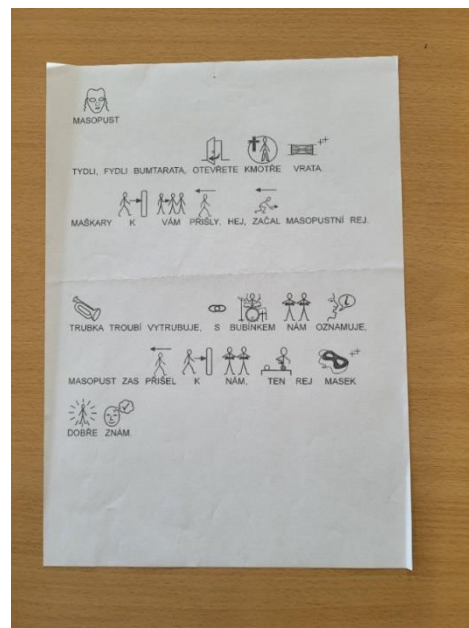 MASOPUST
TYDLI, FYDLI BUMTARATA, OTEVŘETE KMOTŘE VRATA.
MAŠKARY K VÁM PŘIŠLY, HEJ, ZAČAL MASOPUSTNÍ REJ.
TRUBKA TROUBÍ VYTRUBUJE, S BUBÍNKEM NÁM OZNAMUJE,
MASOPUST ZAS PŘIŠEL K NÁM, TEN REJ MASEK
DOBŘE ZNÁM.